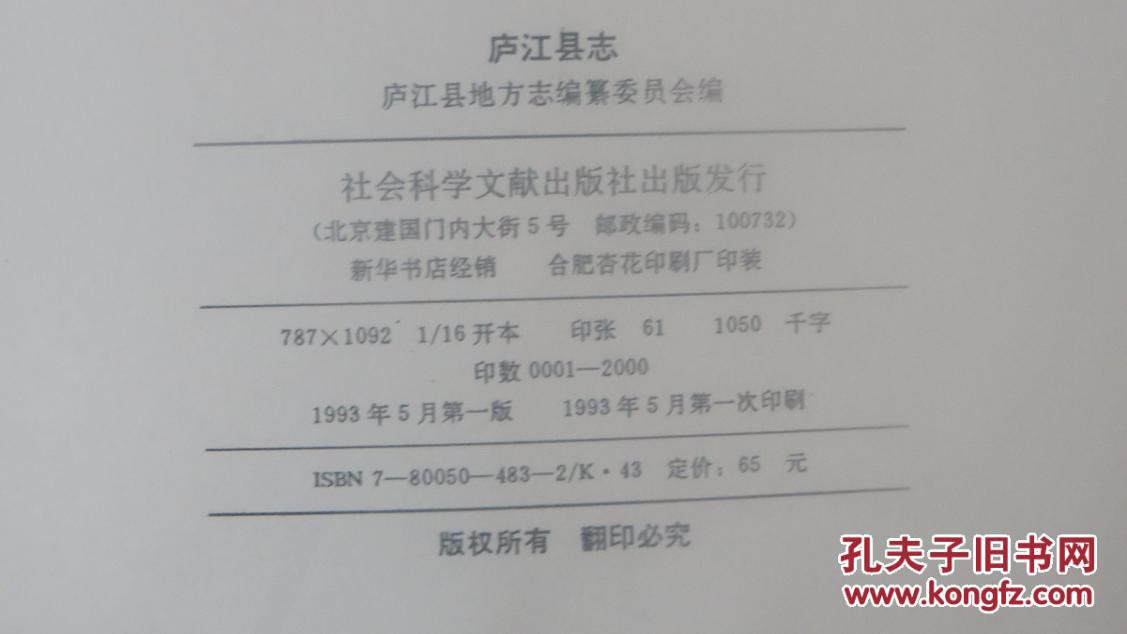 庐江县志
庐江县地方志编纂委员会编
社会科学文献出版社出版发行
(北京建国门内大街5号 邮政编码：100732)
新华书店经销 合肥杏花印刷厂印装
787×1092 1/16开本 印张 61 1050 千字
印数 0001—2000
1993年5月第一版 1993年5月第一次印刷
ISBN 7—80050—483—2/K·43 定价：65 元
版权所有 翻印必究
孔夫子旧书网
www.kongfz.com